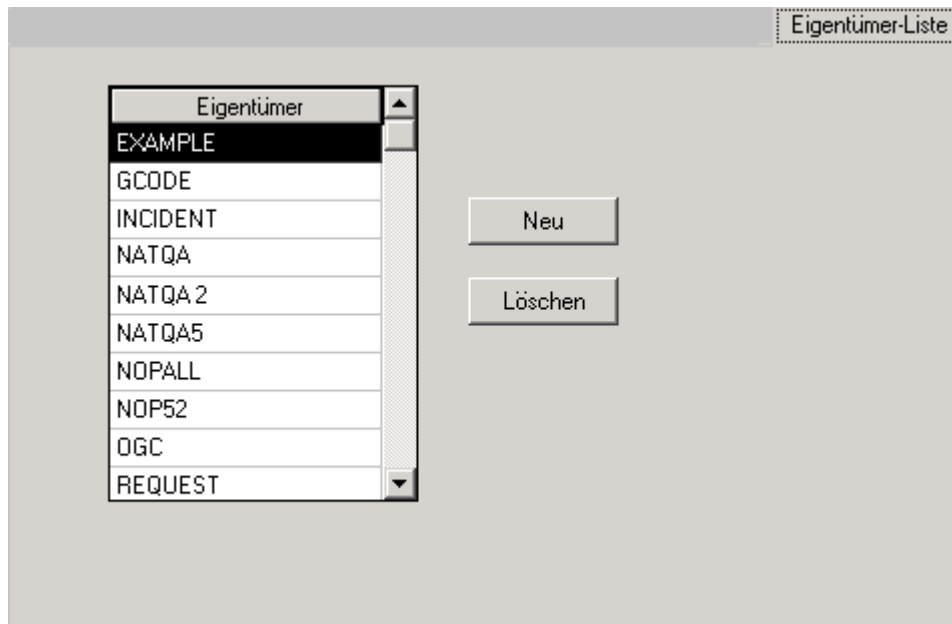 Eigentümer-Liste
Eigentümer
EXAMPLE
GCODE
INCIDENT
NATQA
NATQA 2
NATQA5
NOPALL
NOP52
OGC
REQUEST
Neu
Löschen